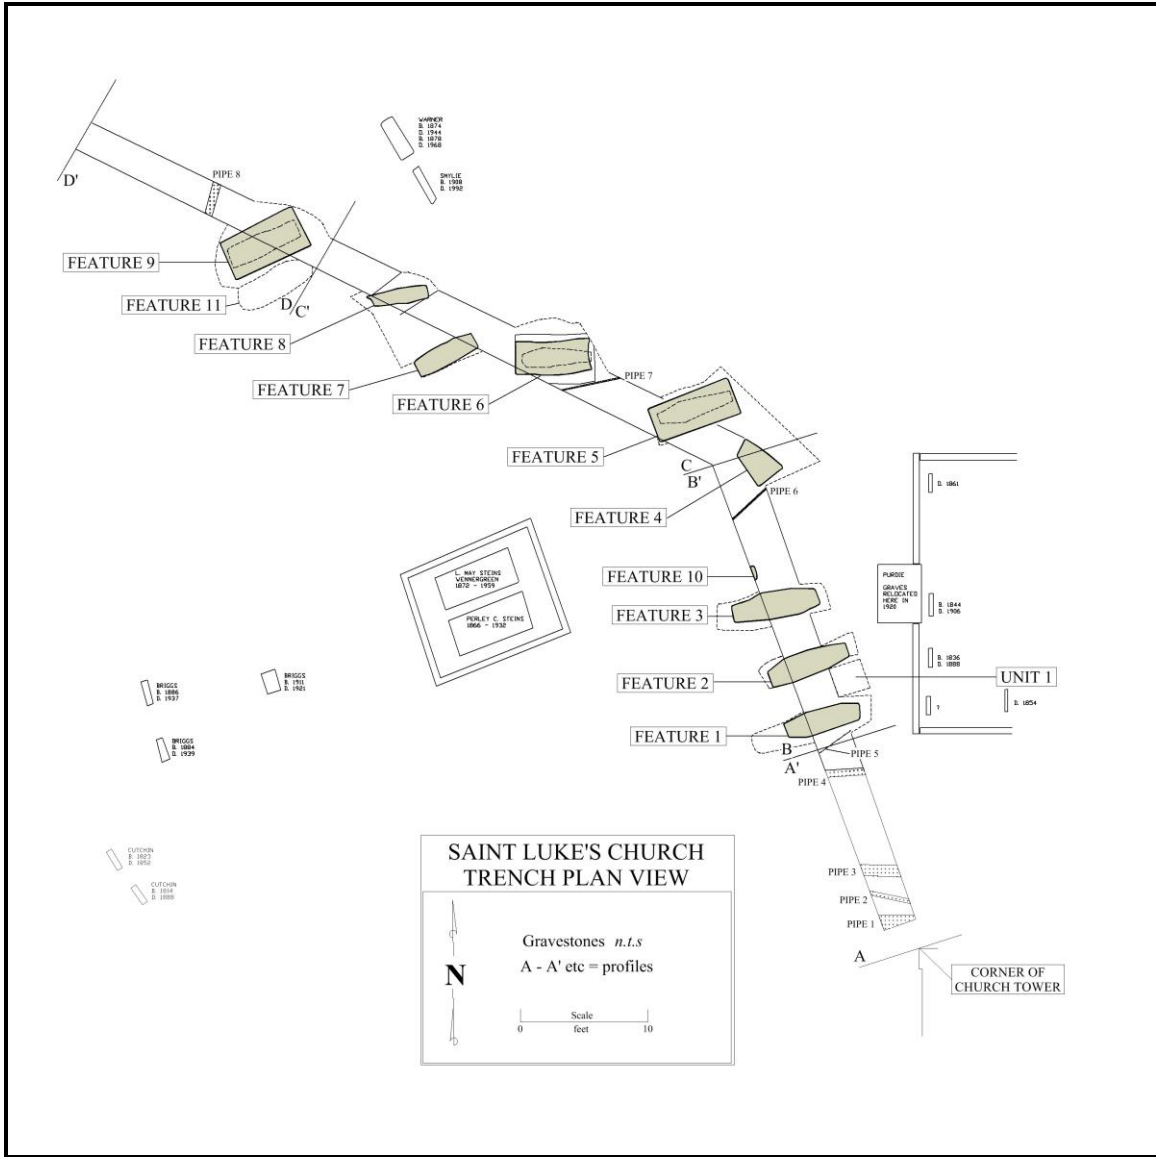 WARNER
B. 1874
D. 1944
B. 1878
D. 1968
SMYLIE
B. 1908
D. 1992
PIPE 8
D'
FEATURE 9
FEATURE 11
D
C'
FEATURE 8
FEATURE 7
FEATURE 6
PIPE 7
FEATURE 5
C
B'
FEATURE 4
PIPE 6
D. 1861
L. MAY STEINS
WENNERGREEN
1872 - 1959
PERLEY C. STEINS
1866 - 1932
FEATURE 10
FEATURE 3
PURDIE
GRAVES
RELOCATED
HERE IN
1920
B. 1844
D. 1906
B. 1836
D. 1888
FEATURE 2
UNIT 1
BRIGGS
B. 1886
D. 1937
BRIGGS
B. 1911
D. 1921
?
D. 1854
FEATURE 1
BRIGGS
B. 1884
D. 1939
B
A'
PIPE 5
PIPE 4
CUTCHIN
B. 1823
D. 1852
CUTCHIN
B. 1814
D. 1888
PIPE 3
PIPE 2
PIPE 1
A
CORNER OF
CHURCH TOWER
SAINT LUKE'S CHURCH
TRENCH PLAN VIEW
N
Gravestones n.t.s
A - A' etc = profiles
Scale
0 feet 10